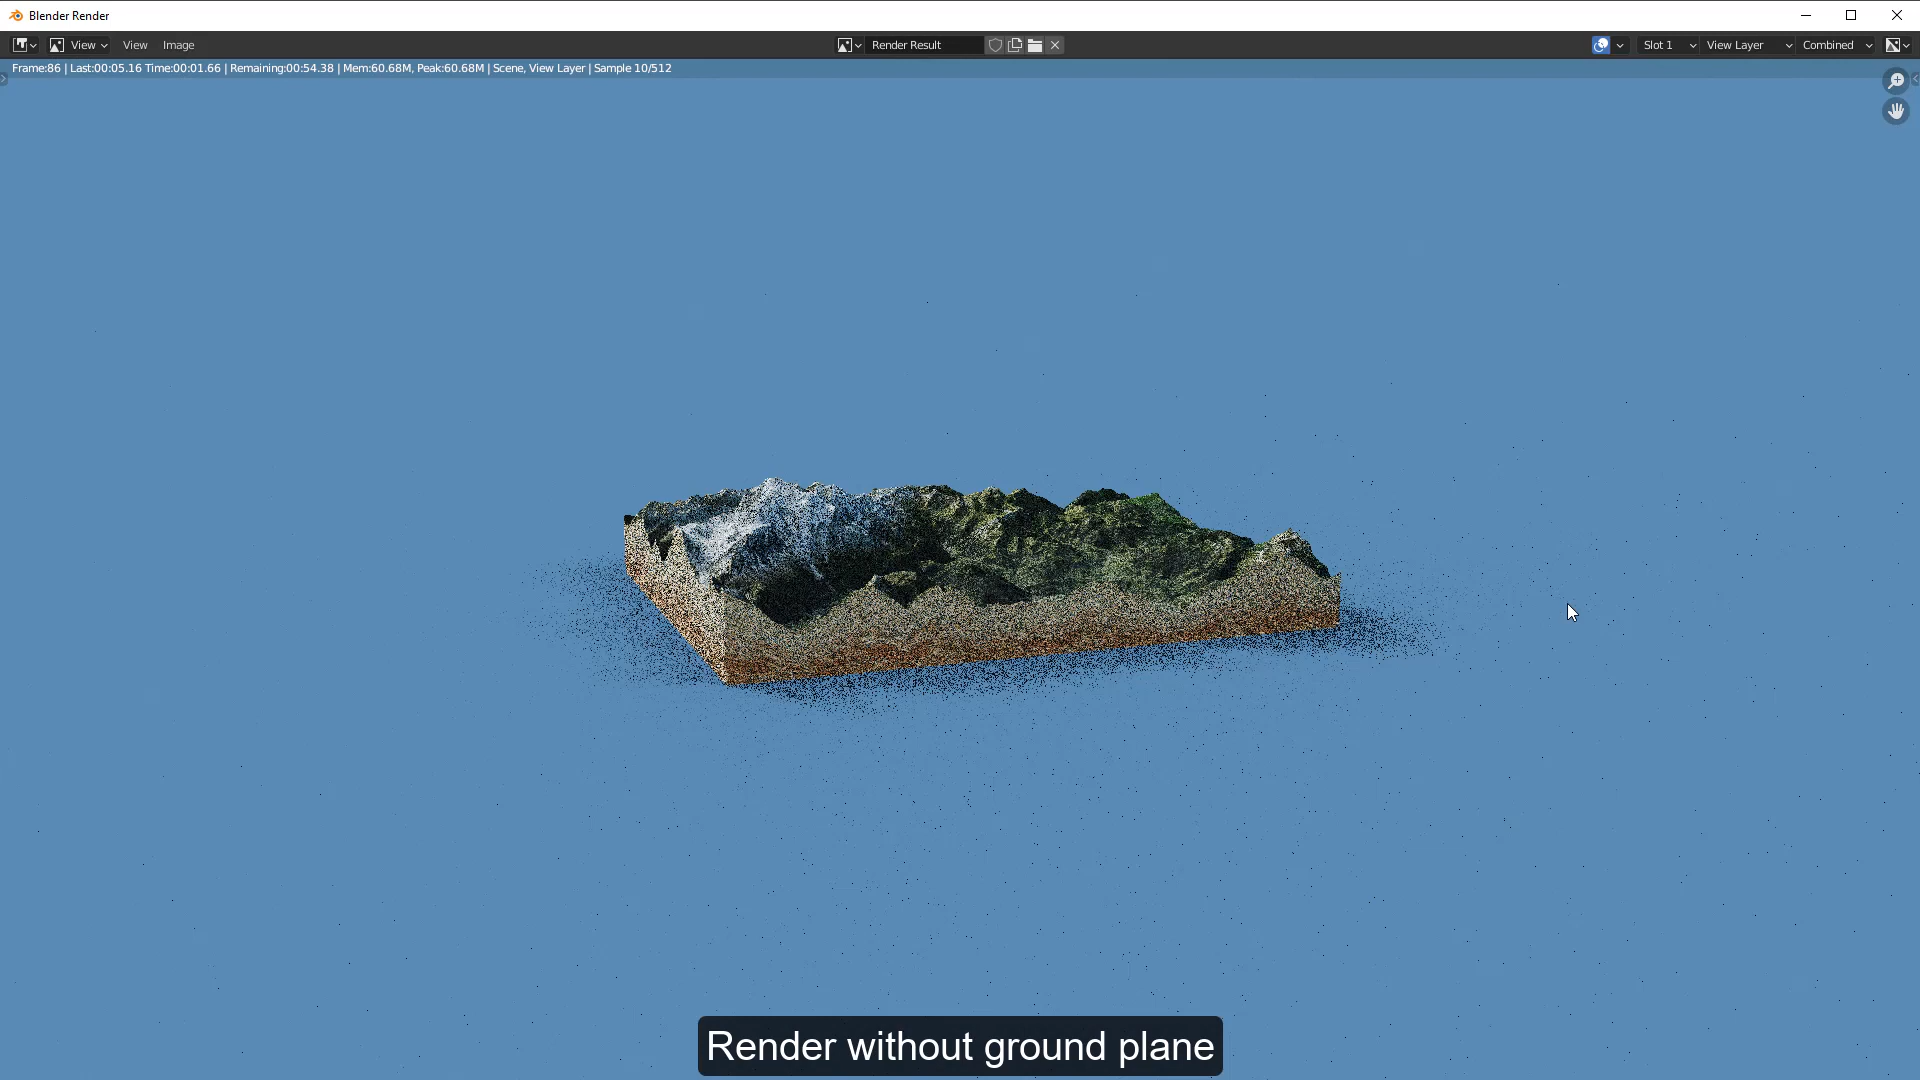 Blender Render
View View Image Render Result Slot 1 View Layer Combined
Frame:86 | Last:00:05.16 Time:00:01.66 | Remaining:00:54.38 | Mem:60.68M, Peak:60.68M | Scene, View Layer | Sample 10/512
Render without ground plane